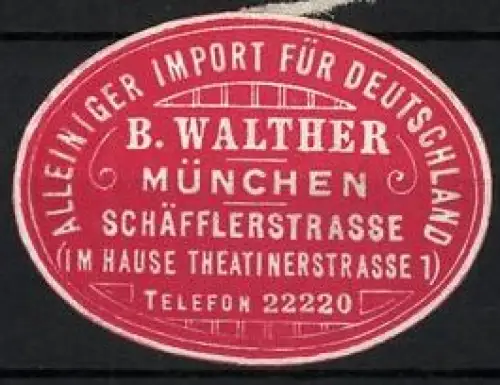 ALLEINIGER IMPORT FÜR DEUTSCHLAND
B. WALTHER
MÜNCHEN
SCHÄFFLERSTRASSE
(IM HAUSE THEATINERSTRASSE 1)
TELEFON 22220